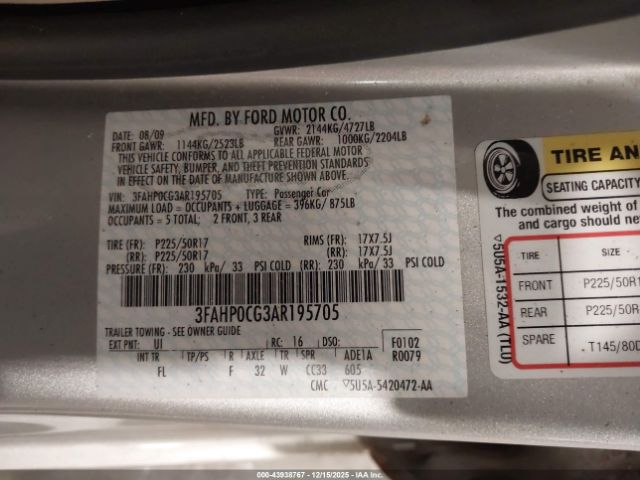 MFD. BY FORD MOTOR CO.
DATE: 08/09 GVWR: 2144KG/4727LB
FRONT GAWR: 1144KG/2523LB REAR GAWR: 1000KG/2204LB
THIS VEHICLE CONFORMS TO ALL APPLICABLE FEDERAL MOTOR
VEHICLE SAFETY, BUMPER, AND THEFT PREVENTION STANDARDS
IN EFFECT ON THE DATE OF MANUFACTURE SHOWN ABOVE.
VIN: 3FAHP0CG3AR195705 TYPE: Passenger Car
MAXIMUM LOAD = OCCUPANTS + LUGGAGE = 396KG/ 875LB
OCCUPANTS = 5 TOTAL; 2 FRONT, 3 REAR
TIRE (FR): P225/50R17 RIMS (FR): 17X7.5J
(RR): P225/50R17 (RR): 17X7.5J
PRESSURE (FR): 230 kPa/ 33 PSI COLD (RR): 230 kPa/ 33 PSI COLD
3FAHP0CG3AR195705
TRAILER TOWING - SEE OWNER GUIDE
EXT PNT: UI RC: 16 DSO: F0102
INT TR TP/PS R AXLE TR SPR ADE1A R0079
FL F 32 W CC33 605
CMC ▽5U5A-5420472-AA
▽5U5A-1532-AA (TL0)
TIRE AN
SEATING CAPACITY
The combined weight of
and cargo should ne
TIRE SIZE
FRONT P225/50R1
REAR P225/50R
SPARE T145/80D
000-43938767 - 12/15/2025 - IAA Inc.